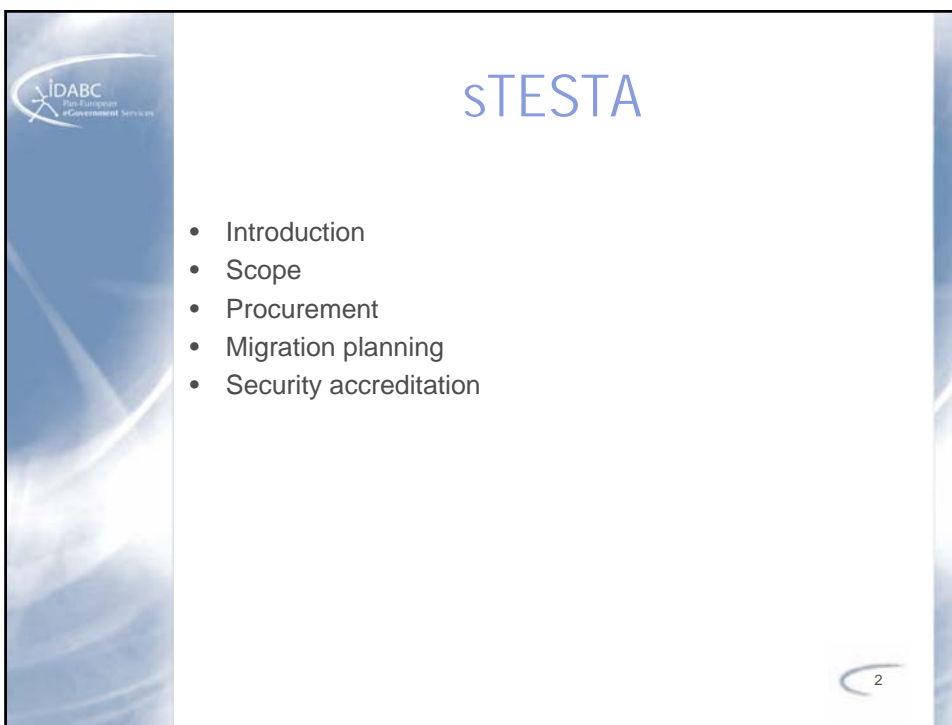 iDABC
Pan-European
eGovernment Services
sTESTA
• Introduction
• Scope
• Procurement
• Migration planning
• Security accreditation
2